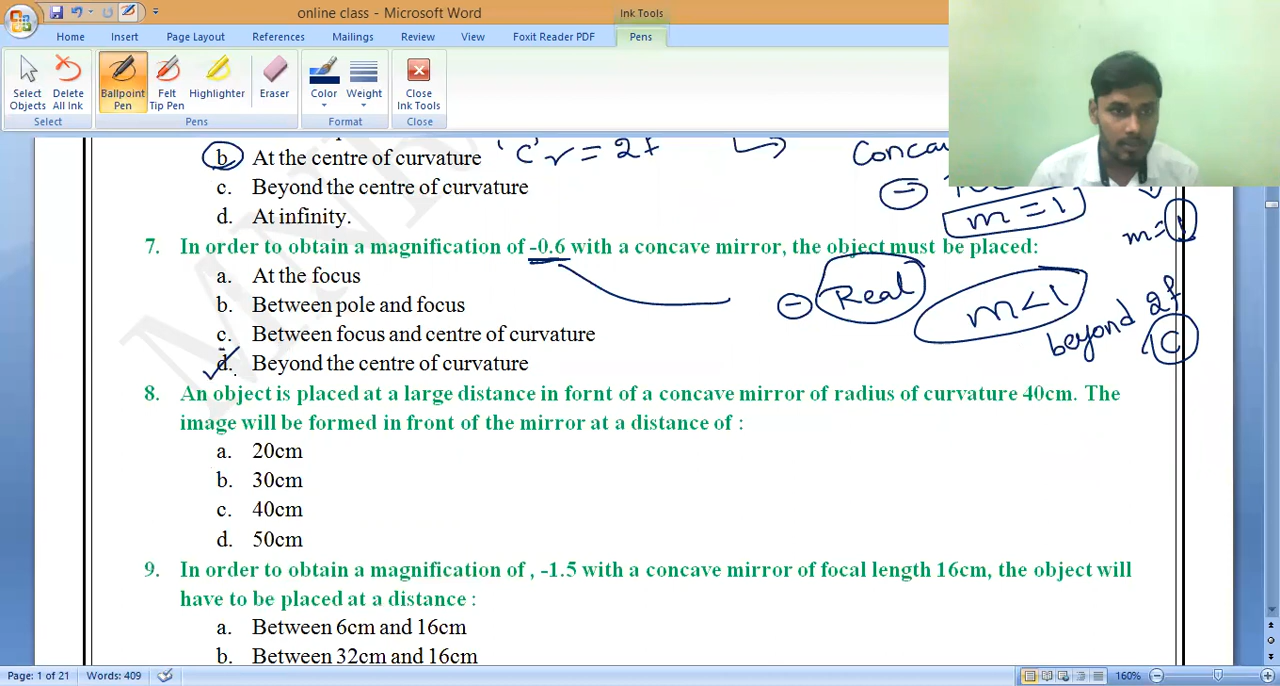 online class - Microsoft Word
Ink Tools
Home Insert Page Layout References Mailings Review View Foxit Reader PDF Pens
Select Objects
Delete All Ink
Ballpoint Pen
Felt Tip Pen
Highlighter
Eraser
Color
Weight
Close Ink Tools
Select Pens Format Close
b. At the centre of curvature 'C' r = 2f
c. Beyond the centre of curvature
d. At infinity.
m = 1
m = 1
7. In order to obtain a magnification of -0.6 with a concave mirror, the object must be placed:
a. At the focus
b. Between pole and focus
c. Between focus and centre of curvature
d. Beyond the centre of curvature
- Real
m < 1
beyond 2f
C
8. An object is placed at a large distance in fornt of a concave mirror of radius of curvature 40cm. The
image will be formed in front of the mirror at a distance of :
a. 20cm
b. 30cm
c. 40cm
d. 50cm
9. In order to obtain a magnification of , -1.5 with a concave mirror of focal length 16cm, the object will
have to be placed at a distance :
a. Between 6cm and 16cm
b. Between 32cm and 16cm
Page: 1 of 21 Words: 409 160%